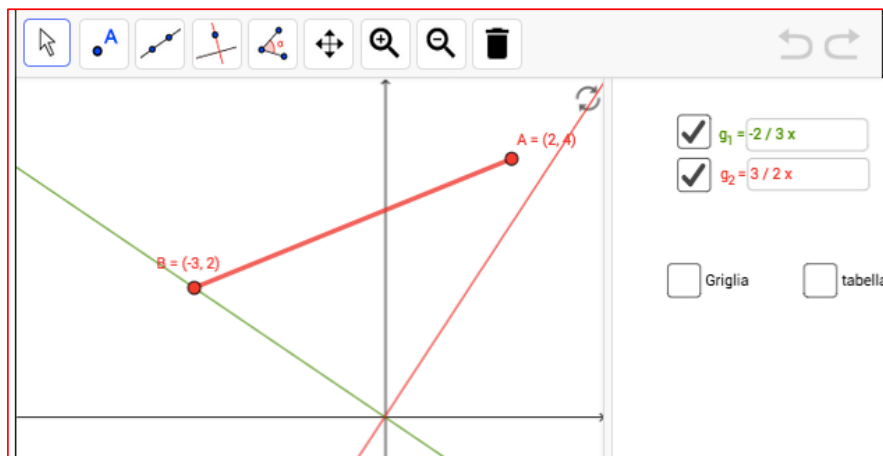 A
α
A = (2, 4)
B = (-3, 2)
g₁ = -2 / 3 x
g₂ = 3 / 2 x
Griglia
tabella